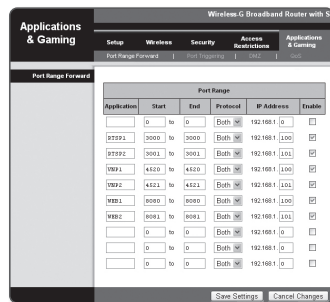 Wireless-G Broadband Router with S
Applications & Gaming
Setup Wireless Security Access Restrictions Applications & Gaming
Port Range Forward | Port Triggering | DMZ | QoS
Port Range Forward
Port Range
Application Start End Protocol IP Address Enable
0 to 0 Both 192.168.1. 0
RTSP1 3000 to 3000 Both 192.168.1. 100
RTSP2 3001 to 3001 Both 192.168.1. 101
VNP1 4520 to 4520 Both 192.168.1. 100
VNP2 4521 to 4521 Both 192.168.1. 101
WEB1 8080 to 8080 Both 192.168.1. 100
WEB2 8081 to 8081 Both 192.168.1. 101
0 to 0 Both 192.168.1. 0
0 to 0 Both 192.168.1. 0
0 to 0 Both 192.168.1. 0
Save Settings Cancel Changes